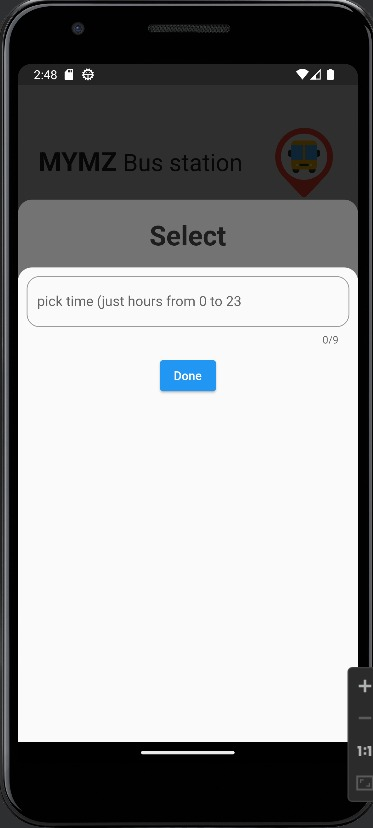 2:48
MYMZ Bus station
Select
pick time (just hours from 0 to 23
0/9
Done
1:1